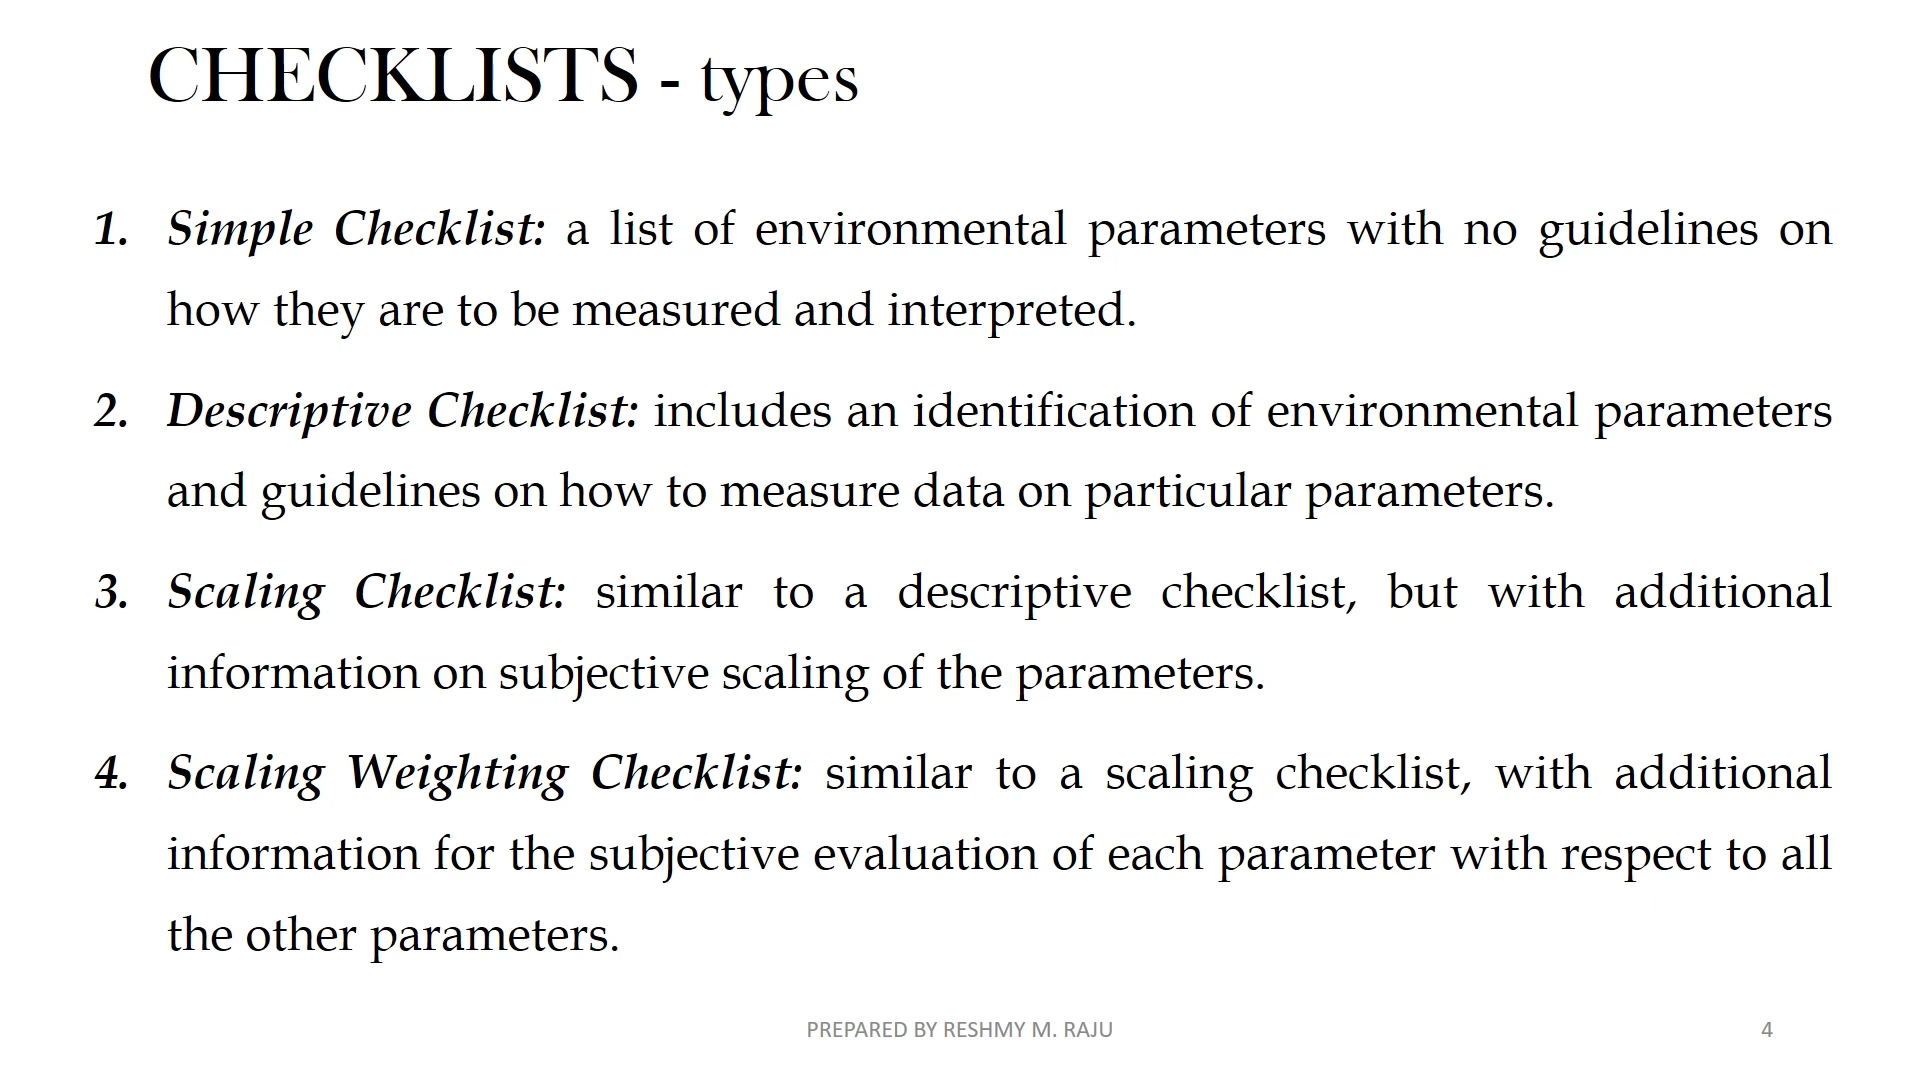 CHECKLISTS - types
1. Simple Checklist: a list of environmental parameters with no guidelines on
how they are to be measured and interpreted.
2. Descriptive Checklist: includes an identification of environmental parameters
and guidelines on how to measure data on particular parameters.
3. Scaling Checklist: similar to a descriptive checklist, but with additional
information on subjective scaling of the parameters.
4. Scaling Weighting Checklist: similar to a scaling checklist, with additional
information for the subjective evaluation of each parameter with respect to all
the other parameters.
PREPARED BY RESHMY M. RAJU
4